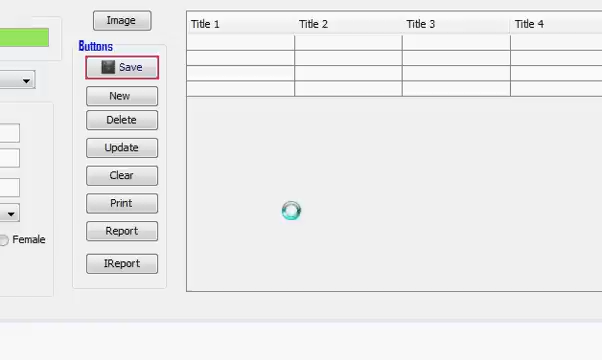 Image
Title 1 Title 2 Title 3 Title 4
Buttons
Save
New
Delete
Update
Clear
Print
Report
Female
IReport